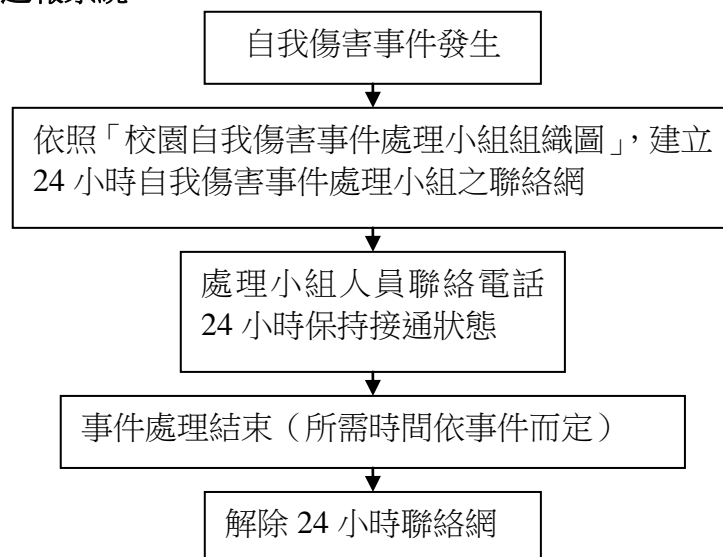 自我傷害事件發生
依照「校園自我傷害事件處理小組組織圖」，建立
24 小時自我傷害事件處理小組之聯絡網
處理小組人員聯絡電話
24 小時保持接通狀態
事件處理結束（所需時間依事件而定）
解除 24 小時聯絡網